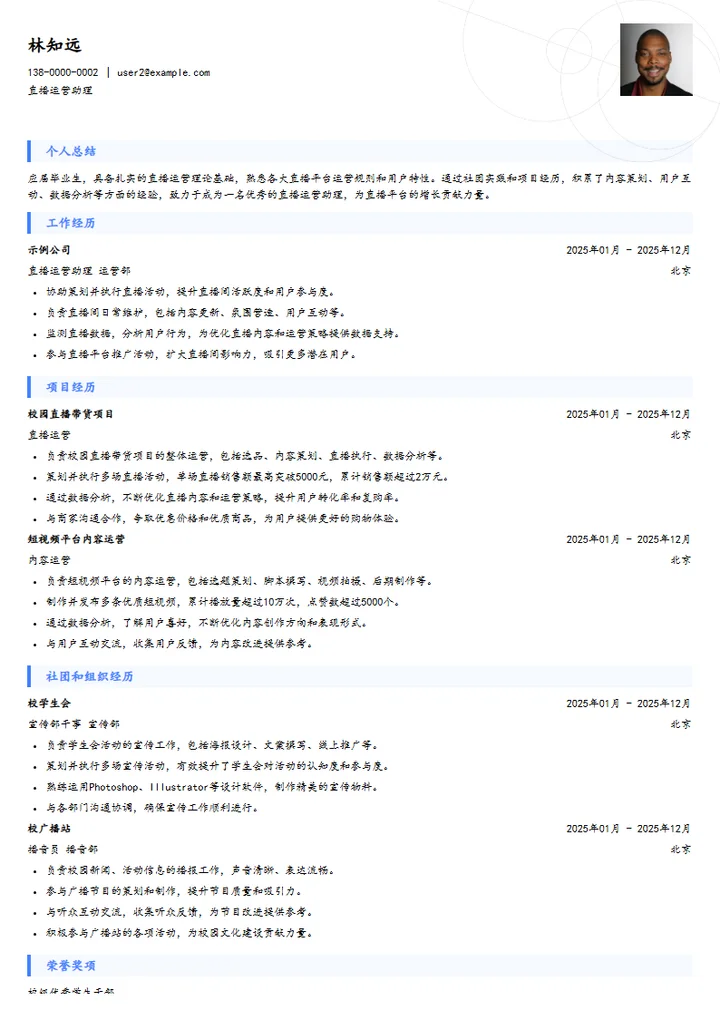 林知远
138-0000-0002 | user2@example.com
直播运营助理
个人总结
应届毕业生，具备扎实的直播运营理论基础，熟悉各大直播平台运营规则和用户特性。通过社团实践和项目经历，积累了内容策划、用户互
动、数据分析等方面的经验，致力于成为一名优秀的直播运营助理，为直播平台的增长贡献力量。
工作经历
示例公司 2025年01月 - 2025年12月
直播运营助理 运营部 北京
• 协助策划并执行直播活动，提升直播间活跃度和用户参与度。
• 负责直播间日常维护，包括内容更新、氛围营造、用户互动等。
• 监测直播数据，分析用户行为，为优化直播内容和运营策略提供数据支持。
• 参与直播平台推广活动，扩大直播间影响力，吸引更多潜在用户。
项目经历
校园直播带货项目 2025年01月 - 2025年12月
直播运营 北京
• 负责校园直播带货项目的整体运营，包括选品、内容策划、直播执行、数据分析等。
• 策划并执行多场直播活动，单场直播销售额最高突破5000元，累计销售额超过2万元。
• 通过数据分析，不断优化直播内容和运营策略，提升用户转化率和复购率。
• 与商家沟通合作，争取优惠价格和优质商品，为用户提供更好的购物体验。
短视频平台内容运营 2025年01月 - 2025年12月
内容运营 北京
• 负责短视频平台的内容运营，包括选题策划、脚本撰写、视频拍摄、后期制作等。
• 制作并发布多条优质短视频，累计播放量超过10万次，点赞数超过5000个。
• 通过数据分析，了解用户喜好，不断优化内容创作方向和表现形式。
• 与用户互动交流，收集用户反馈，为内容改进提供参考。
社团和组织经历
校学生会 2025年01月 - 2025年12月
宣传部干事 宣传部 北京
• 负责学生会活动的宣传工作，包括海报设计、文案撰写、线上推广等。
• 策划并执行多场宣传活动，有效提升了学生会对活动的认知度和参与度。
• 熟练运用Photoshop、Illustrator等设计软件，制作精美的宣传物料。
• 与各部门沟通协调，确保宣传工作顺利进行。
校广播站 2025年01月 - 2025年12月
播音员 播音部 北京
• 负责校园新闻、活动信息的播报工作，声音清晰、表达流畅。
• 参与广播节目的策划和制作，提升节目质量和吸引力。
• 与听众互动交流，收集听众反馈，为节目改进提供参考。
• 积极参与广播站的各项活动，为校园文化建设贡献力量。
荣誉奖项
校级优秀学生干部